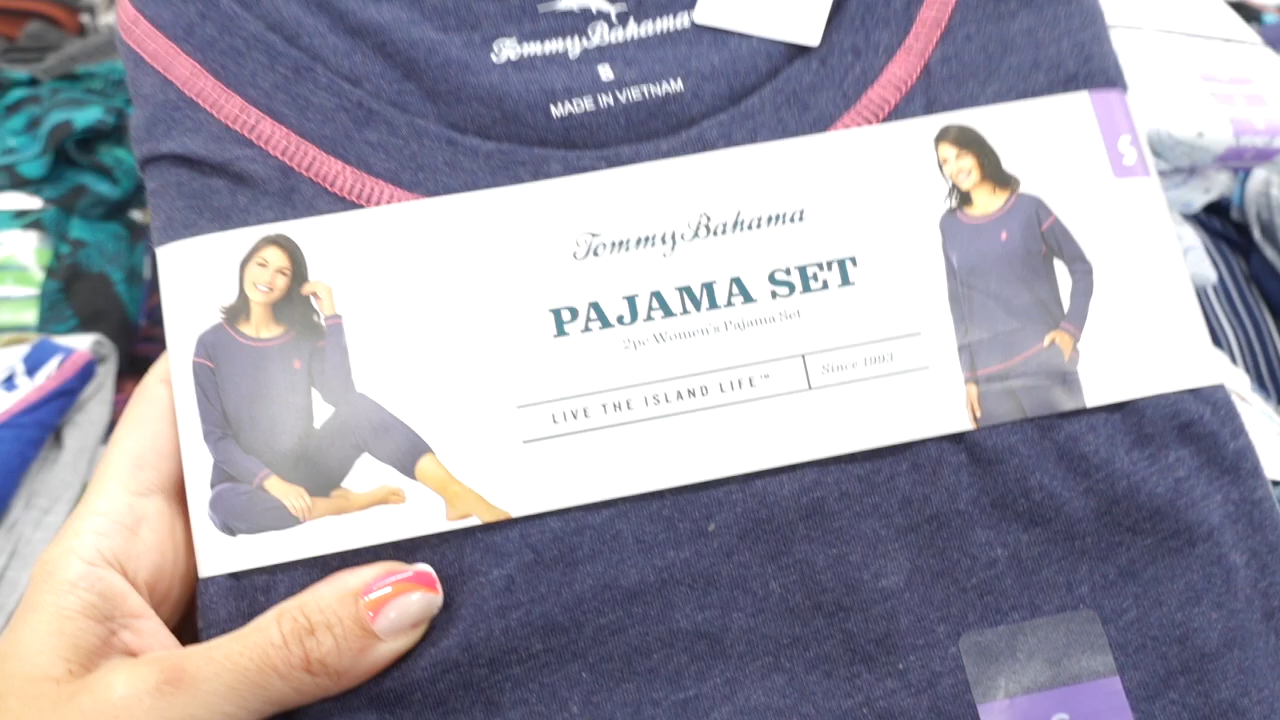 Tommy Bahama
S
MADE IN VIETNAM
S
Tommy Bahama
PAJAMA SET
2pc Women's Pajama Set
LIVE THE ISLAND LIFE™
Since 1993